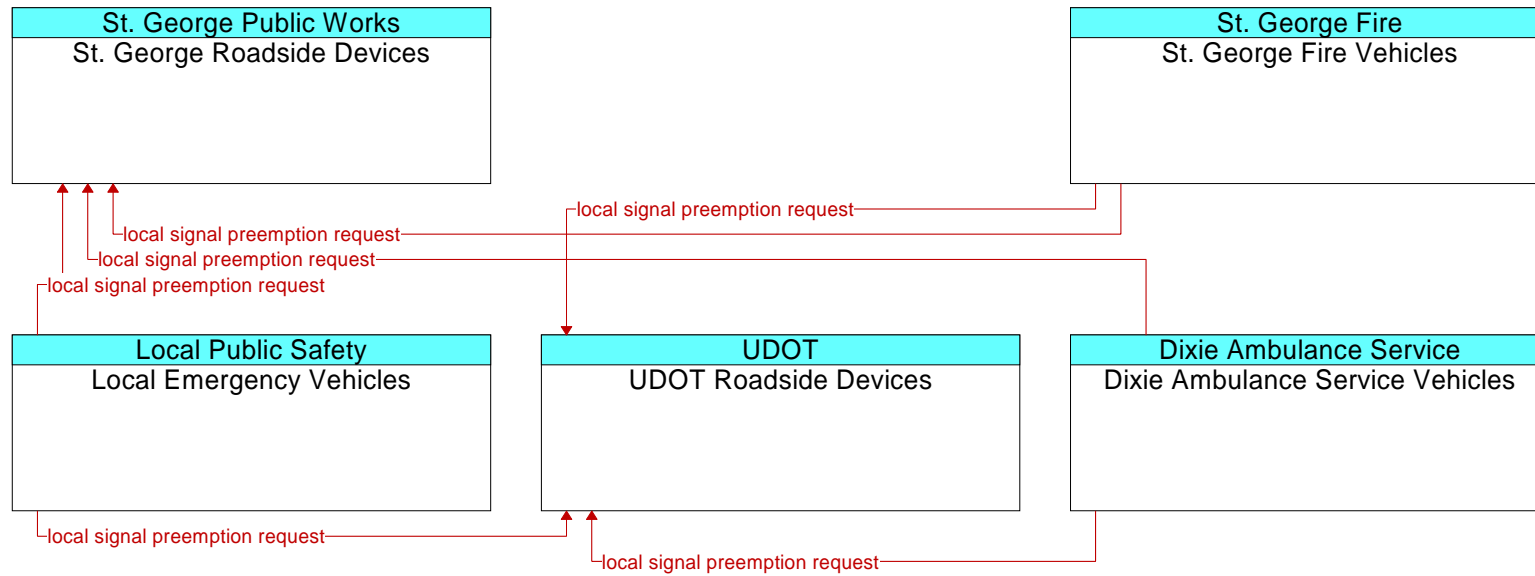 St. George Public Works
St. George Roadside Devices
St. George Fire
St. George Fire Vehicles
local signal preemption request
local signal preemption request
local signal preemption request
local signal preemption request
Local Public Safety
Local Emergency Vehicles
UDOT
UDOT Roadside Devices
Dixie Ambulance Service
Dixie Ambulance Service Vehicles
local signal preemption request
local signal preemption request